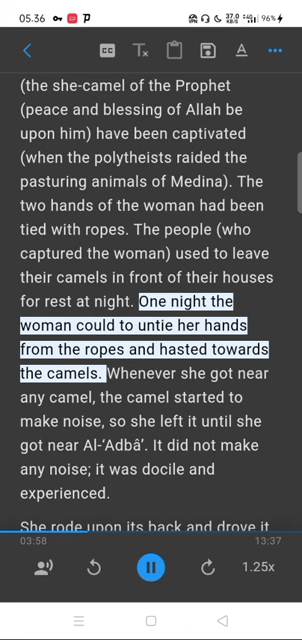 05.36
37.0
KB/s
96%
CC
(the she-camel of the Prophet
(peace and blessing of Allah be
upon him) have been captivated
(when the polytheists raided the
pasturing animals of Medina). The
two hands of the woman had been
tied with ropes. The people (who
captured the woman) used to leave
their camels in front of their houses
for rest at night. One night the
woman could to untie her hands
from the ropes and hasted towards
the camels. Whenever she got near
any camel, the camel started to
make noise, so she left it until she
got near Al-‘Adbâ’. It did not make
any noise; it was docile and
experienced.
She rode upon its back and drove it
03:58
13:37
1.25x